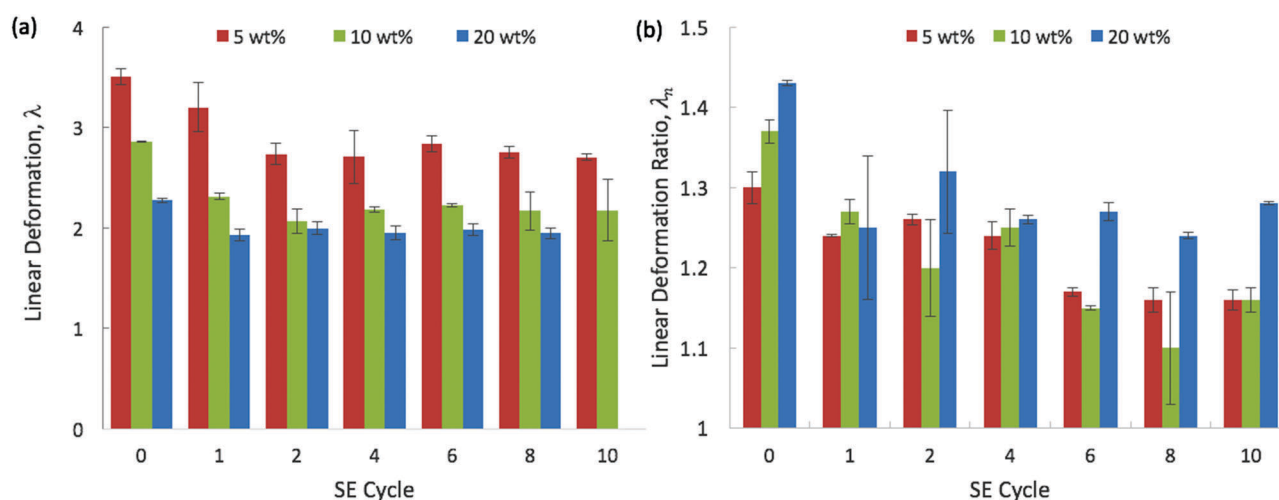 (a)
4
3
2
1
0
Linear Deformation, λ
5 wt% 10 wt% 20 wt%
0 1 2 4 6 8 10
SE Cycle
(b)
1.5
1.4
1.3
1.2
1.1
1
Linear Deformation Ratio, λn
5 wt% 10 wt% 20 wt%
0 1 2 4 6 8 10
SE Cycle